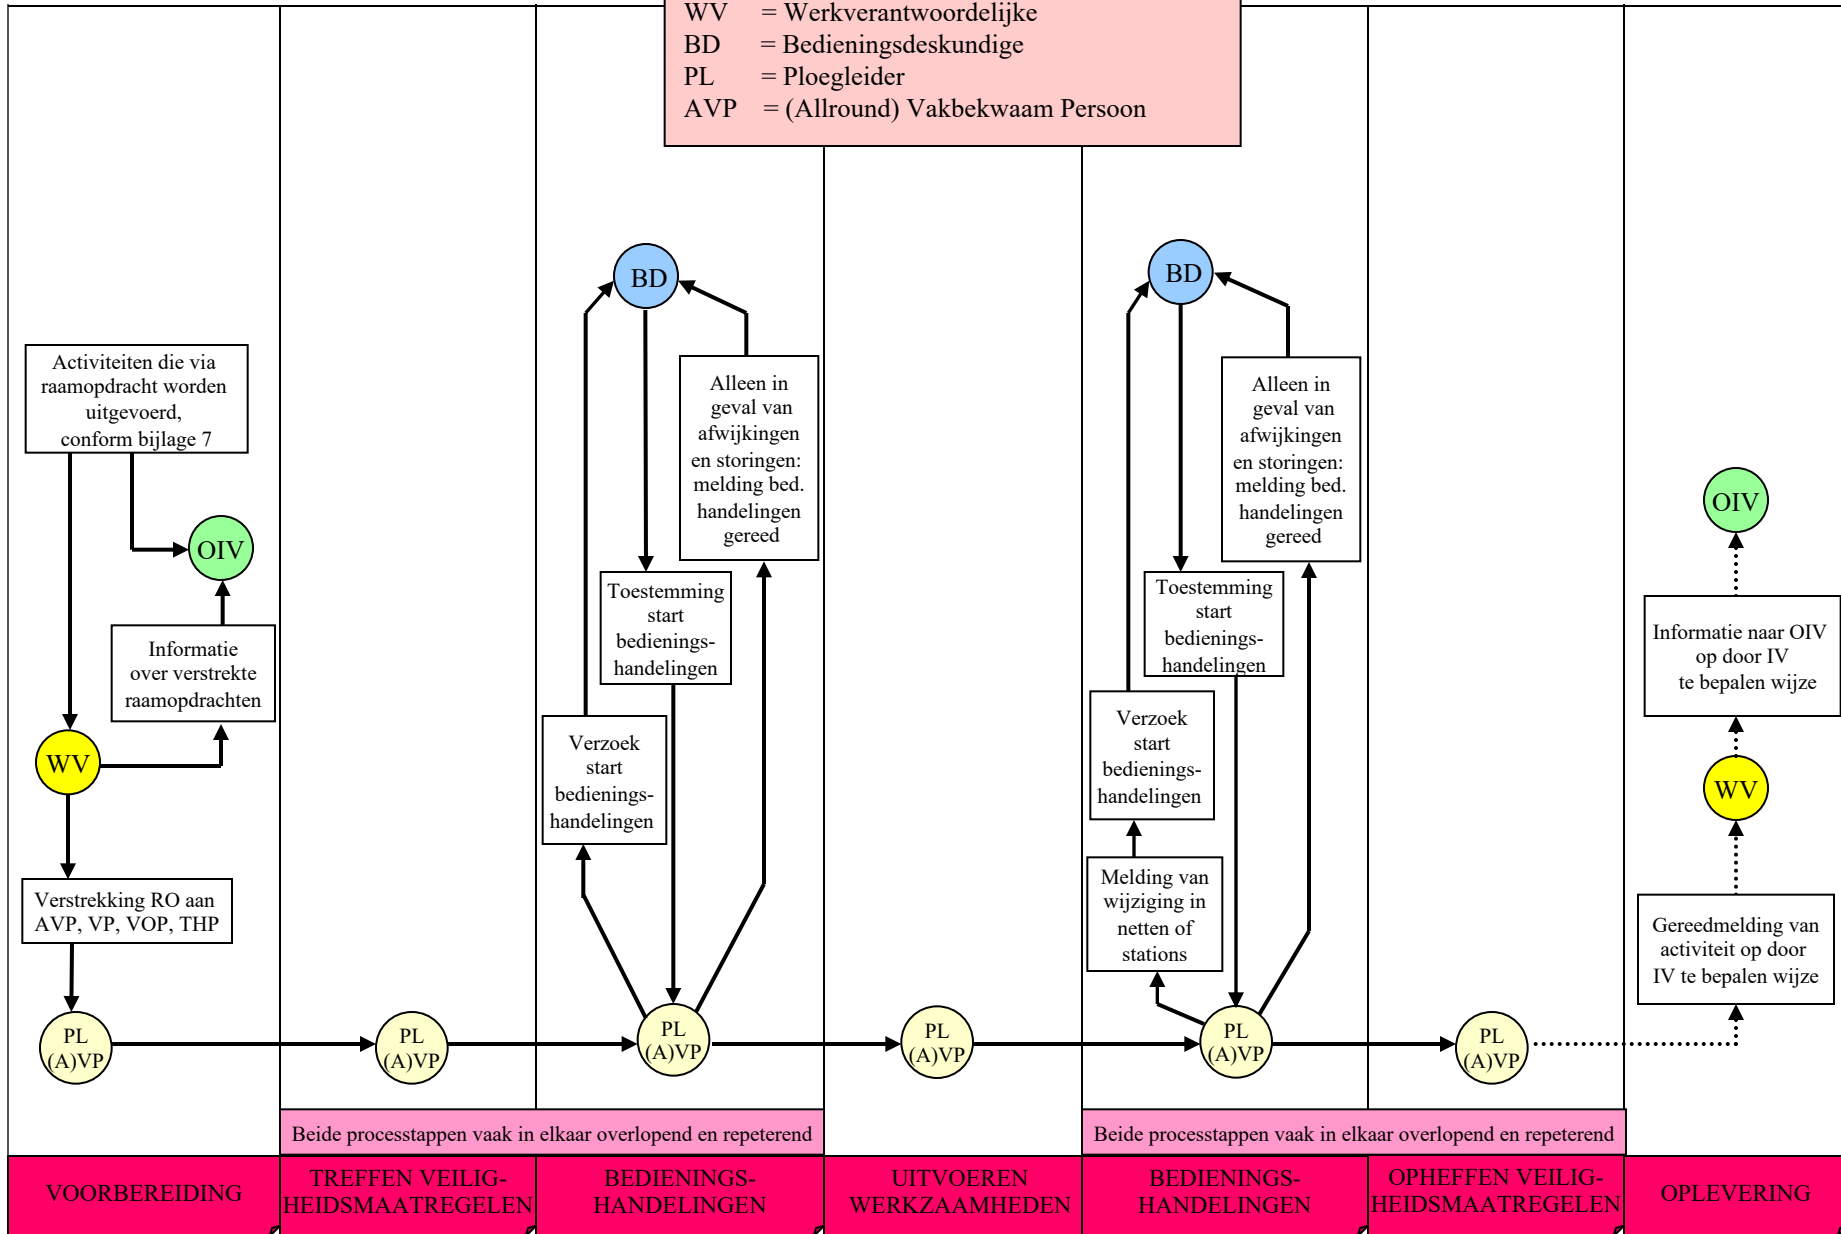 WV = Werkverantwoordelijke
BD = Bedieningsdeskundige
PL = Ploegleider
AVP = (Allround) Vakbekwaam Persoon
Activiteiten die via
raamopdracht worden
uitgevoerd,
conform bijlage 7
OIV
Informatie
over verstrekte
raamopdrachten
WV
Verstrekking RO aan
AVP, VP, VOP, THP
PL
(A)VP
PL
(A)VP
BD
Alleen in
geval van
afwijkingen
en storingen:
melding bed.
handelingen
gereed
Toestemming
start
bedienings-
handelingen
Verzoek
start
bedienings-
handelingen
PL
(A)VP
PL
(A)VP
BD
Alleen in
geval van
afwijkingen
en storingen:
melding bed.
handelingen
gereed
Toestemming
start
bedienings-
handelingen
Verzoek
start
bedienings-
handelingen
Melding van
wijziging in
netten of
stations
PL
(A)VP
PL
(A)VP
OIV
Informatie naar OIV
op door IV
te bepalen wijze
WV
Gereedmelding van
activiteit op door
IV te bepalen wijze
Beide processtappen vaak in elkaar overlopend en repeterend
Beide processtappen vaak in elkaar overlopend en repeterend
VOORBEREIDING
TREFFEN VEILIG-
HEIDSMAATREGELEN
BEDIENINGS-
HANDELINGEN
UITVOEREN
WERKZAAMHEDEN
BEDIENINGS-
HANDELINGEN
OPHEFFEN VEILIG-
HEIDSMAATREGELEN
OPLEVERING